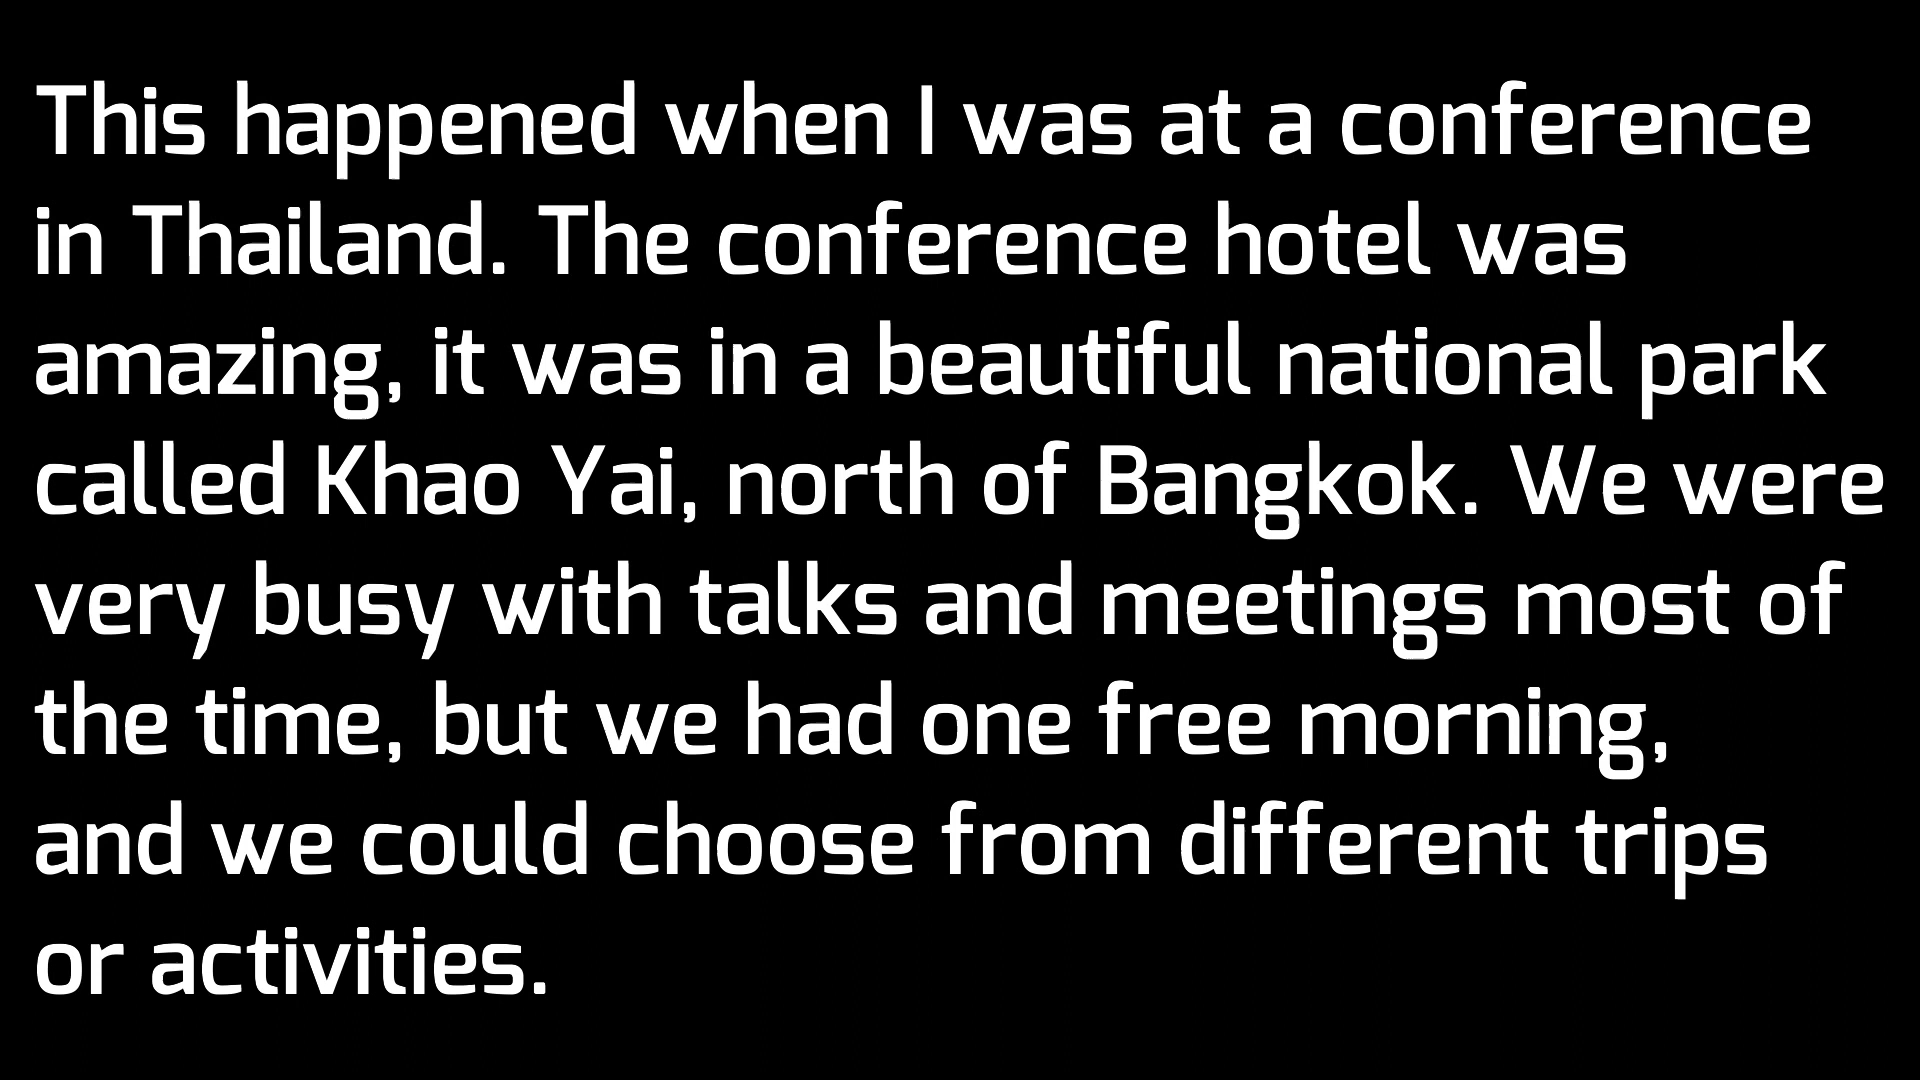 This happened when I was at a conference
in Thailand. The conference hotel was
amazing, it was in a beautiful national park
called Khao Yai, north of Bangkok. We were
very busy with talks and meetings most of
the time, but we had one free morning,
and we could choose from different trips
or activities.